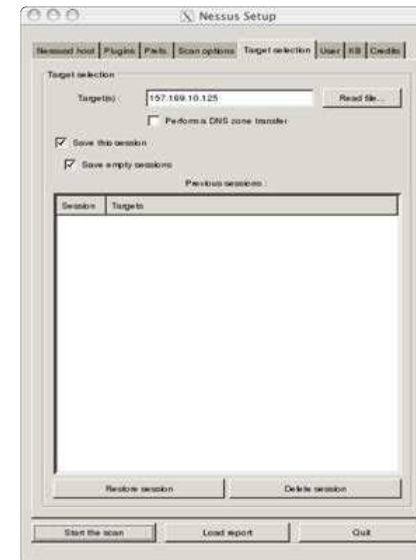 Nessus Setup
Nessusd host Plugins Prefs. Scan options Target selection User KB Credits
Target selection
Target(s) : 157.169.10.125 Read file...
Perform a DNS zone transfer
Save this session
Save empty sessions
Previous sessions :
Session Targets
Restore session Delete session
Start the scan Load report Quit